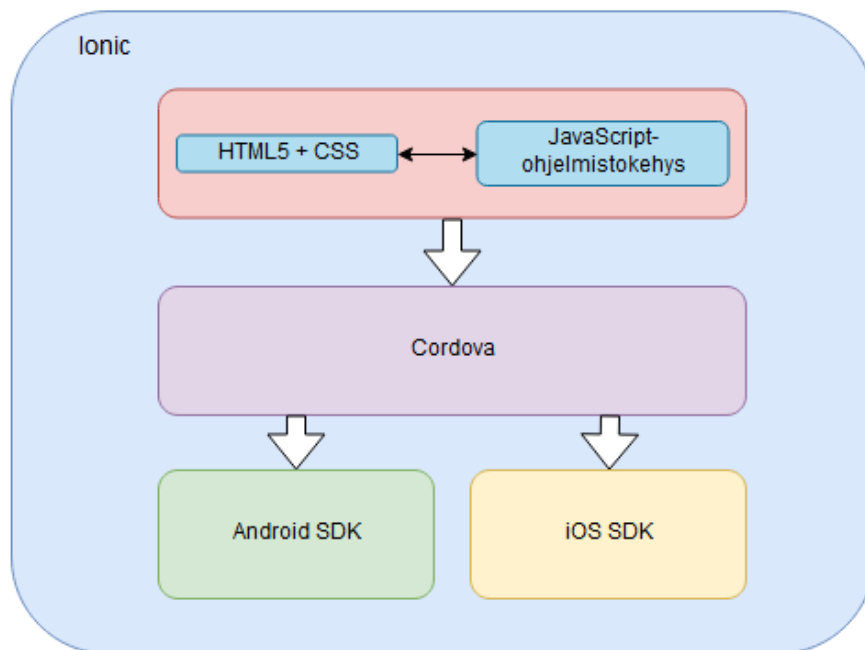 Ionic
HTML5 + CSS
JavaScript-
ohjelmistokehys
Cordova
Android SDK
iOS SDK